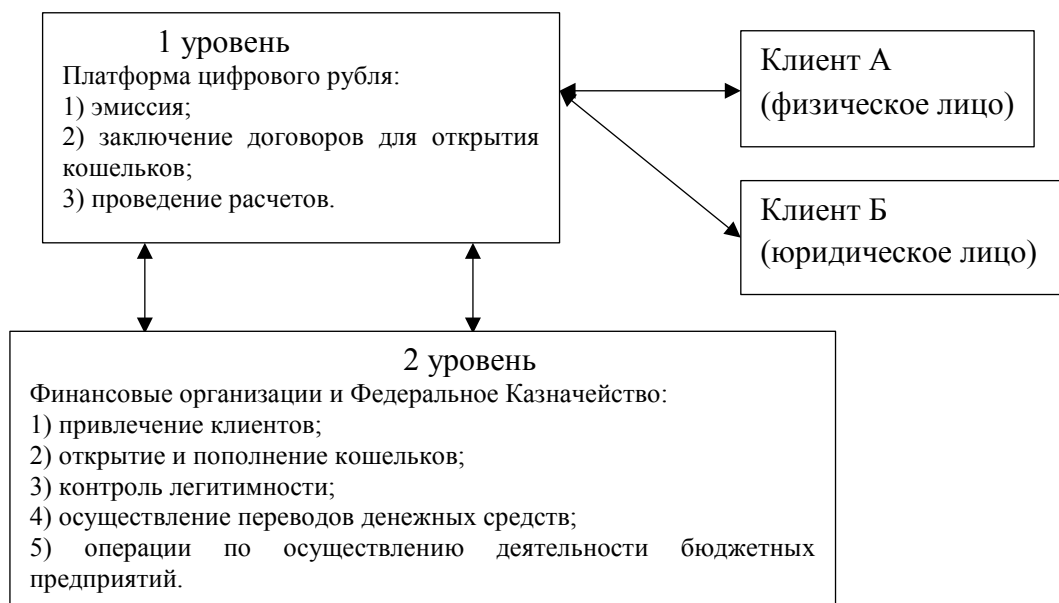 1 уровень
Платформа цифрового рубля:
1) эмиссия;
2) заключение договоров для открытия
кошельков;
3) проведение расчетов.
Клиент А
(физическое лицо)
Клиент Б
(юридическое лицо)
2 уровень
Финансовые организации и Федеральное Казначейство:
1) привлечение клиентов;
2) открытие и пополнение кошельков;
3) контроль легитимности;
4) осуществление переводов денежных средств;
5) операции по осуществлению деятельности бюджетных
предприятий.